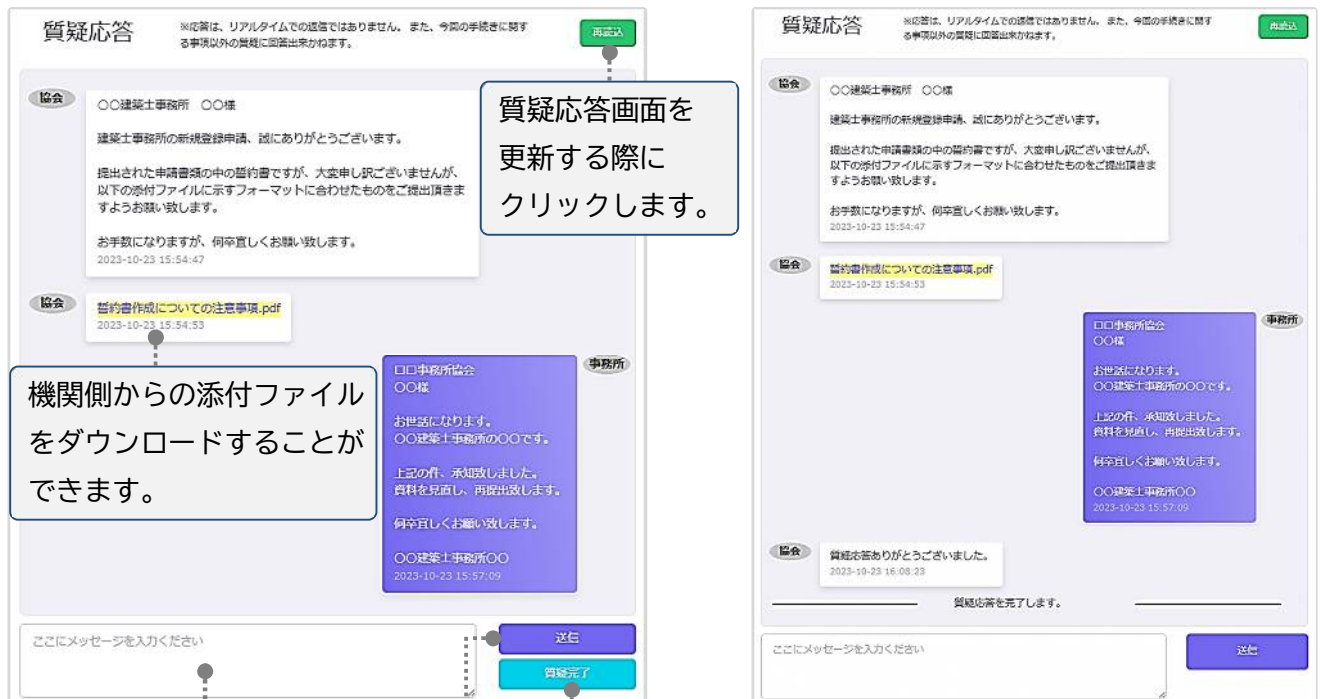 質疑応答
※応答は、リアルタイムでの返信ではありません。また、今回の手続きに関す
る事項以外の質疑に回答出来かねます。
再読込
協会
〇〇建築士事務所　〇〇様
建築士事務所の新規登録申請、誠にありがとうございます。
提出された申請書類の中の誓約書ですが、大変申し訳ございませんが、
以下の添付ファイルに示すフォーマットに合わせたものをご提出頂きま
すようお願い致します。
お手数になりますが、何卒宜しくお願い致します。
2023-10-23 15:54:47
質疑応答画面を
更新する際に
クリックします。
協会
誓約書作成についての注意事項.pdf
2023-10-23 15:54:53
機関側からの添付ファイル
をダウンロードすることが
できます。
事務所
口口事務所協会
〇〇様
お世話になります。
〇〇建築士事務所の〇〇です。
上記の件、承知致しました。
資料を見直し、再提出致します。
何卒宜しくお願い致します。
〇〇建築士事務所〇〇
2023-10-23 15:57:09
ここにメッセージを入力ください
送信
質疑完了
質疑応答
※応答は、リアルタイムでの返信ではありません。また、今回の手続きに関す
る事項以外の質疑に回答出来かねます。
再読込
協会
〇〇建築士事務所　〇〇様
建築士事務所の新規登録申請、誠にありがとうございます。
提出された申請書類の中の誓約書ですが、大変申し訳ございませんが、
以下の添付ファイルに示すフォーマットに合わせたものをご提出頂きま
すようお願い致します。
お手数になりますが、何卒宜しくお願い致します。
2023-10-23 15:54:47
協会
誓約書作成についての注意事項.pdf
2023-10-23 15:54:53
事務所
口口事務所協会
〇〇様
お世話になります。
〇〇建築士事務所の〇〇です。
上記の件、承知致しました。
資料を見直し、再提出致します。
何卒宜しくお願い致します。
〇〇建築士事務所〇〇
2023-10-23 15:57:09
協会
質疑応答ありがとうございました。
2023-10-23 16:08:23
質疑応答を完了します。
ここにメッセージを入力ください
送信